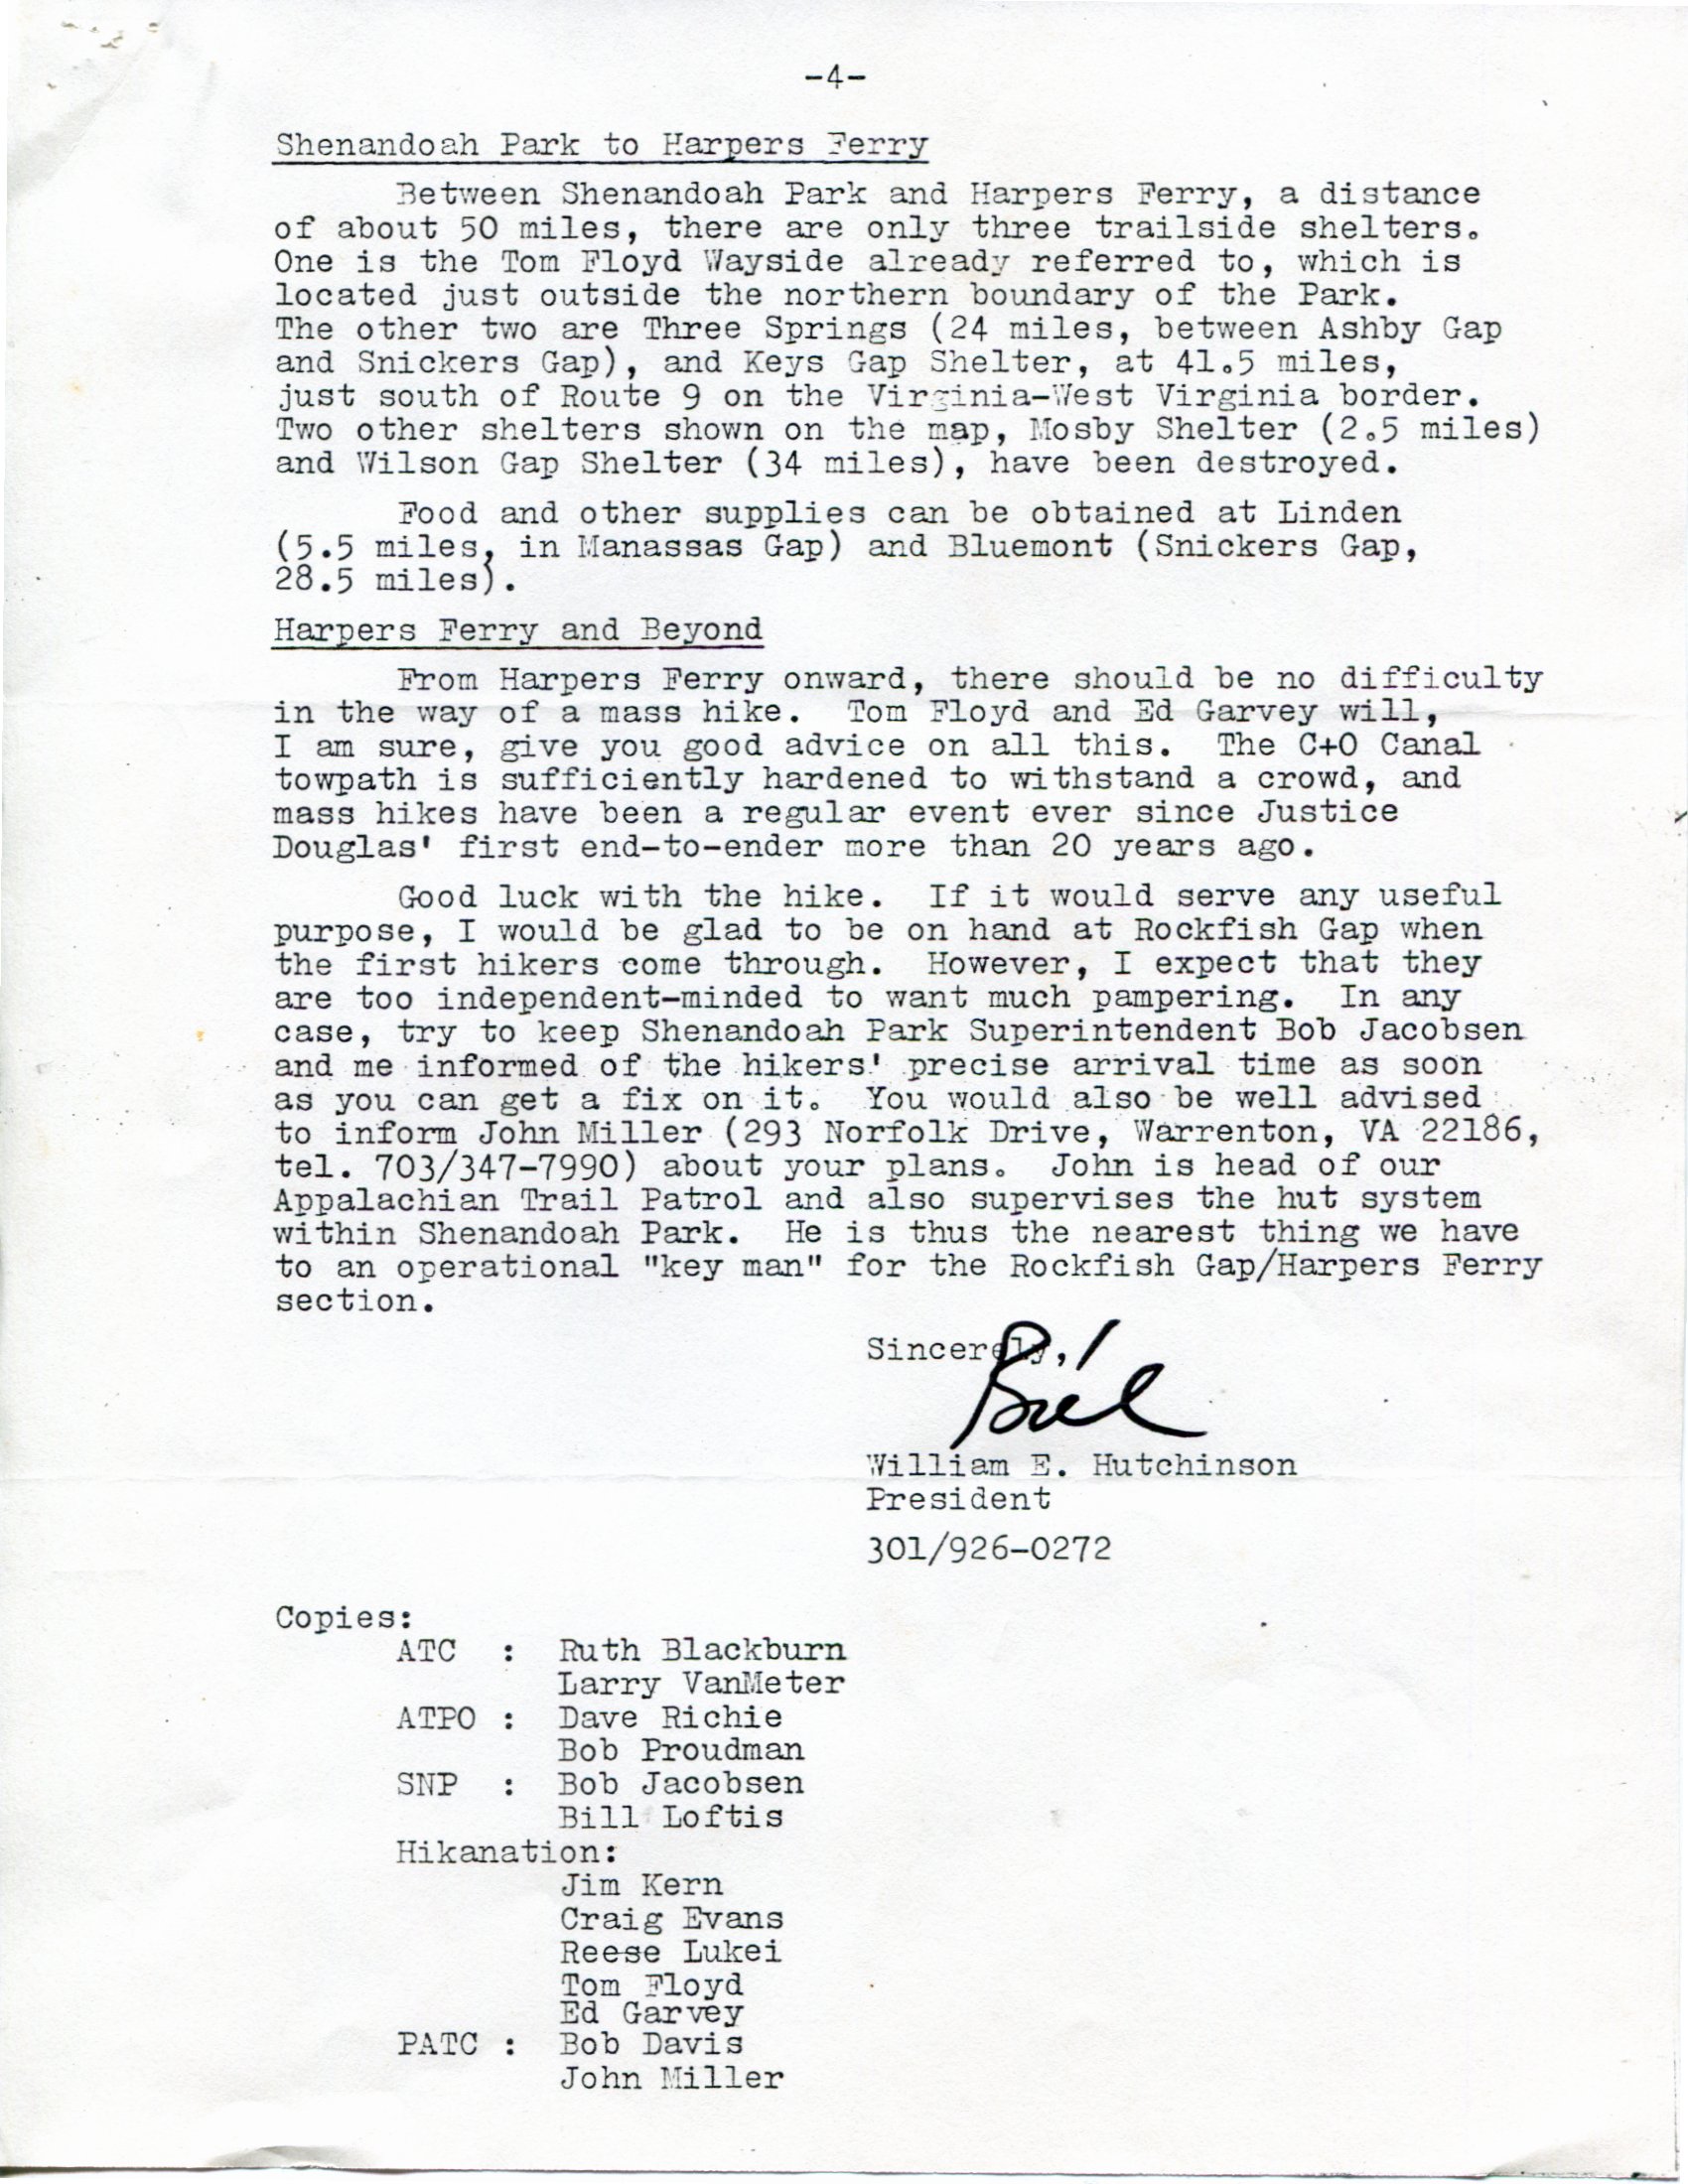 -4-
Shenandoah Park to Harpers Ferry
Between Shenandoah Park and Harpers Ferry, a distance
of about 50 miles, there are only three trailside shelters.
One is the Tom Floyd Wayside already referred to, which is
located just outside the northern boundary of the Park.
The other two are Three Springs (24 miles, between Ashby Gap
and Snickers Gap), and Keys Gap Shelter, at 41.5 miles,
just south of Route 9 on the Virginia-West Virginia border.
Two other shelters shown on the map, Mosby Shelter (2.5 miles)
and Wilson Gap Shelter (34 miles), have been destroyed.
Food and other supplies can be obtained at Linden
(5.5 miles, in Manassas Gap) and Bluemont (Snickers Gap,
28.5 miles).
Harpers Ferry and Beyond
From Harpers Ferry onward, there should be no difficulty
in the way of a mass hike. Tom Floyd and Ed Garvey will,
I am sure, give you good advice on all this. The C+O Canal
towpath is sufficiently hardened to withstand a crowd, and
mass hikes have been a regular event ever since Justice
Douglas' first end-to-ender more than 20 years ago.
Good luck with the hike. If it would serve any useful
purpose, I would be glad to be on hand at Rockfish Gap when
the first hikers come through. However, I expect that they
are too independent-minded to want much pampering. In any
case, try to keep Shenandoah Park Superintendent Bob Jacobsen
and me informed of the hikers' precise arrival time as soon
as you can get a fix on it. You would also be well advised
to inform John Miller (293 Norfolk Drive, Warrenton, VA 22186,
tel. 703/347-7990) about your plans. John is head of our
Appalachian Trail Patrol and also supervises the hut system
within Shenandoah Park. He is thus the nearest thing we have
to an operational "key man" for the Rockfish Gap/Harpers Ferry
section.
Sincerely,
Bill
William E. Hutchinson
President
301/926-0272
Copies:
ATC : Ruth Blackburn
Larry VanMeter
ATPO : Dave Richie
Bob Proudman
SNP : Bob Jacobsen
Bill Loftis
Hikanation:
Jim Kern
Craig Evans
Reese Lukei
Tom Floyd
Ed Garvey
PATC : Bob Davis
John Miller